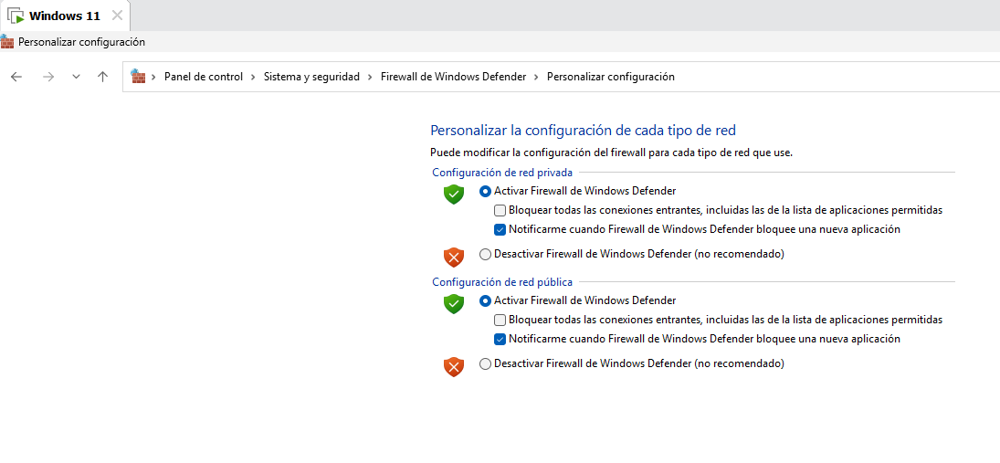 Windows 11
Personalizar configuración
Panel de control > Sistema y seguridad > Firewall de Windows Defender > Personalizar configuración
Personalizar la configuración de cada tipo de red
Puede modificar la configuración del firewall para cada tipo de red que use.
Configuración de red privada
Activar Firewall de Windows Defender
Bloquear todas las conexiones entrantes, incluidas las de la lista de aplicaciones permitidas
Notificarme cuando Firewall de Windows Defender bloquee una nueva aplicación
Desactivar Firewall de Windows Defender (no recomendado)
Configuración de red pública
Activar Firewall de Windows Defender
Bloquear todas las conexiones entrantes, incluidas las de la lista de aplicaciones permitidas
Notificarme cuando Firewall de Windows Defender bloquee una nueva aplicación
Desactivar Firewall de Windows Defender (no recomendado)